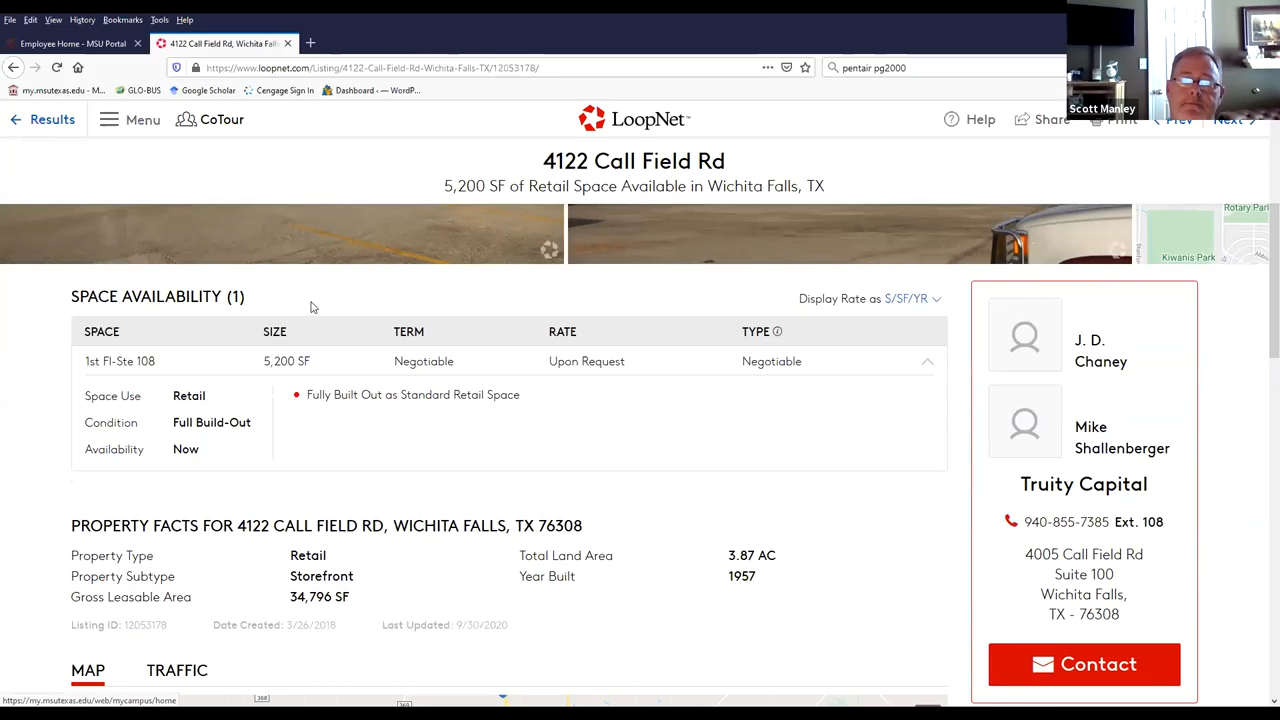 File Edit View History Bookmarks Tools Help
Employee Home - MSU Portal
4122 Call Field Rd, Wichita Fall
https://www.loopnet.com/Listing/4122-Call-Field-Rd-Wichita-Falls-TX/12053178/
pentair pg2000
my.msutexas.edu - M...
GLO-BUS
Google Scholar
Cengage Sign In
Dashboard ‹ — WordP...
Scott Manley
Results
Menu
CoTour
LoopNet™
Help
Share
Print
Prev
Next
4122 Call Field Rd
5,200 SF of Retail Space Available in Wichita Falls, TX
Rotary Park
Kiwanis Park
SPACE AVAILABILITY (1)
Display Rate as $/SF/YR
SPACE SIZE TERM RATE TYPE
1st Fl-Ste 108 5,200 SF Negotiable Upon Request Negotiable
Space Use Retail
Condition Full Build-Out
Availability Now
Fully Built Out as Standard Retail Space
PROPERTY FACTS FOR 4122 CALL FIELD RD, WICHITA FALLS, TX 76308
Property Type Retail
Property Subtype Storefront
Gross Leasable Area 34,796 SF
Total Land Area 3.87 AC
Year Built 1957
Listing ID: 12053178 Date Created: 3/26/2018 Last Updated: 9/30/2020
MAP TRAFFIC
J. D.
Chaney
Mike
Shallenberger
Truity Capital
940-855-7385 Ext. 108
4005 Call Field Rd
Suite 100
Wichita Falls,
TX - 76308
Contact
https://my.msutexas.edu/web/mycampus/home
368
369